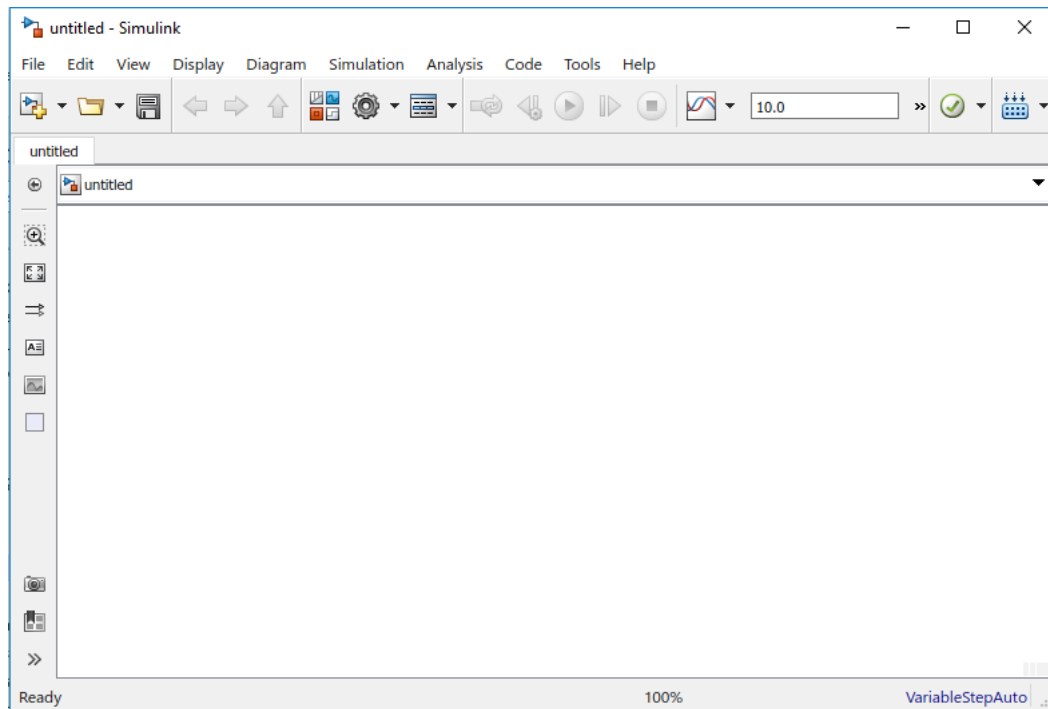 untitled - Simulink
File Edit View Display Diagram Simulation Analysis Code Tools Help
10.0
untitled
untitled
Ready 100% VariableStepAuto